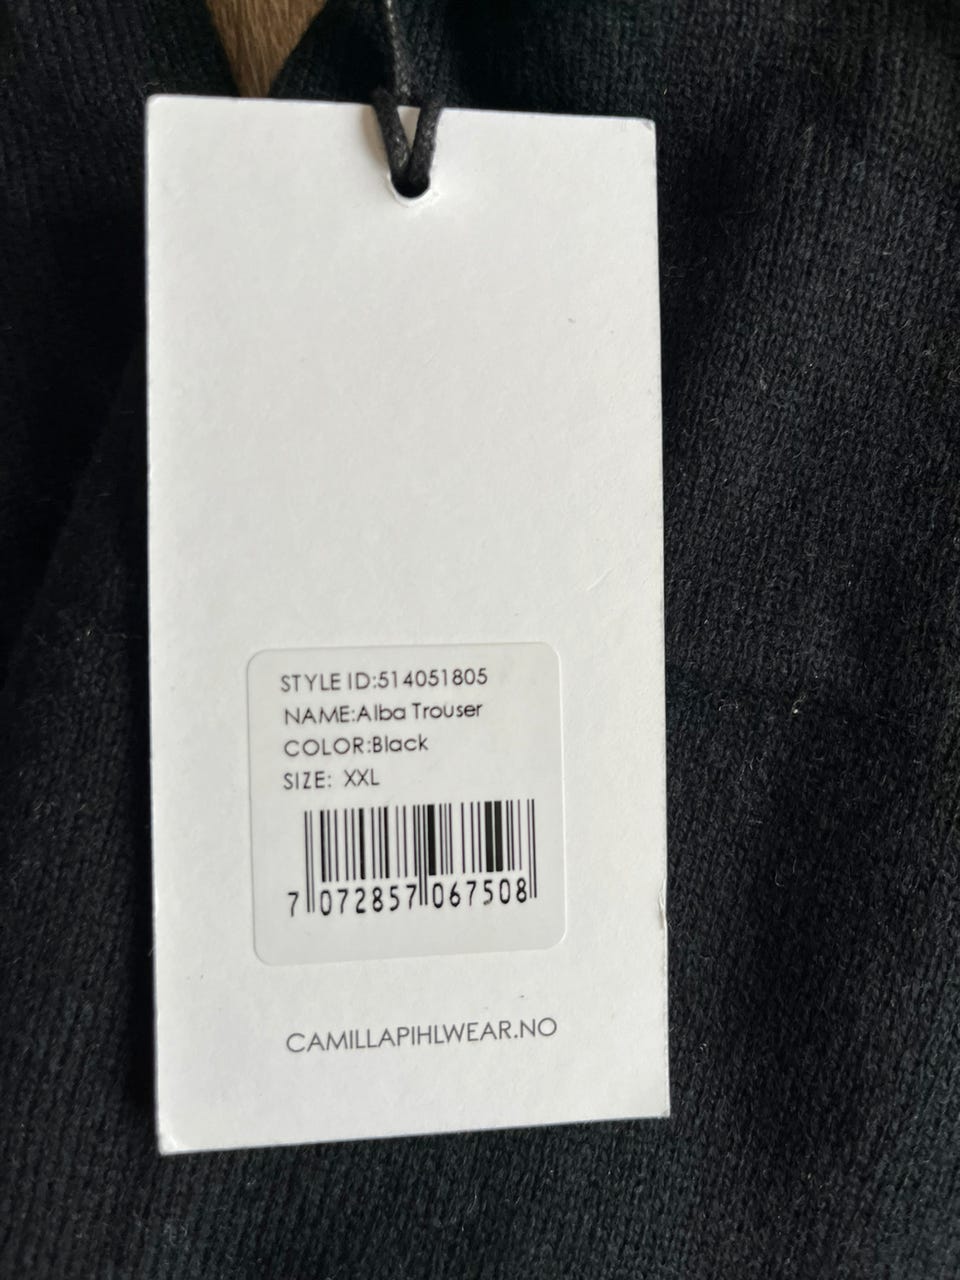 STYLE ID:514051805
NAME:Alba Trouser
COLOR:Black
SIZE: XXL
7 072857 067508
CAMILLAPIHLWEAR.NO